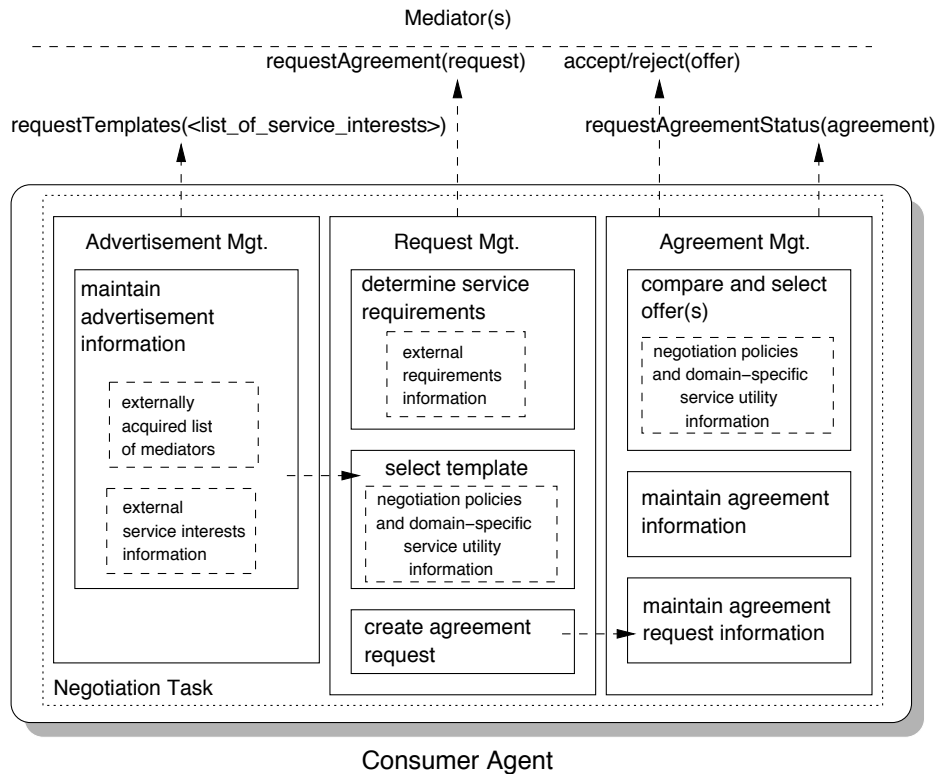 Mediator(s)
requestAgreement(request)
accept/reject(offer)
requestTemplates(<list_of_service_interests>)
requestAgreementStatus(agreement)
Advertisement Mgt.
maintain
advertisement
information
externally
acquired list
of mediators
external
service interests
information
Request Mgt.
determine service
requirements
external
requirements
information
select template
negotiation policies
and domain−specific
service utility
information
create agreement
request
Agreement Mgt.
compare and select
offer(s)
negotiation policies
and domain−specific
service utility
information
maintain agreement
information
maintain agreement
request information
Negotiation Task
Consumer Agent